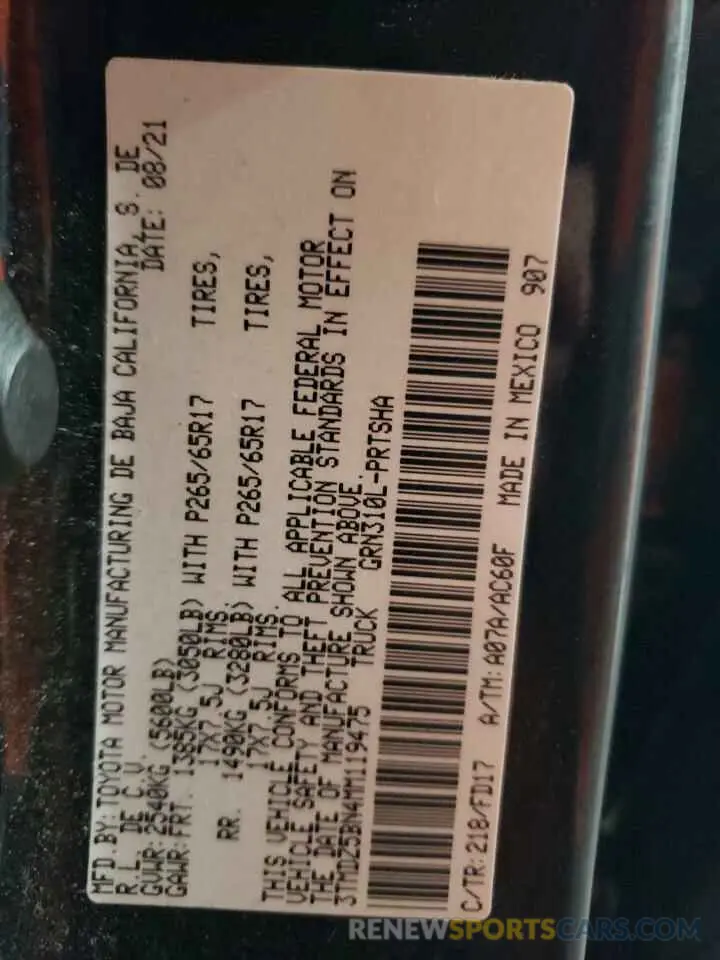 MFD.BY:TOYOTA MOTOR MANUFACTURING DE BAJA CALIFORNIA, S. DE
R.L. DE C.V. DATE: 08/21
GVWR:2540KG (5600LB)
GAWR:FRT. 1385KG (3050LB) WITH P265/65R17 TIRES,
17X7.5J RIMS.
RR. 1490KG (3280LB) WITH P265/65R17 TIRES,
17X7.5J RIMS.
THIS VEHICLE CONFORMS TO ALL APPLICABLE FEDERAL MOTOR
VEHICLE SAFETY AND THEFT PREVENTION STANDARDS IN EFFECT ON
THE DATE OF MANUFACTURE SHOWN ABOVE.
3TMDZ5BN4MM119475 TRUCK GRN310L-PRTSHA
C/TR:218/FD17 A/TM:A07A/AC60F MADE IN MEXICO 907
RENEWSPORTSCARS.COM